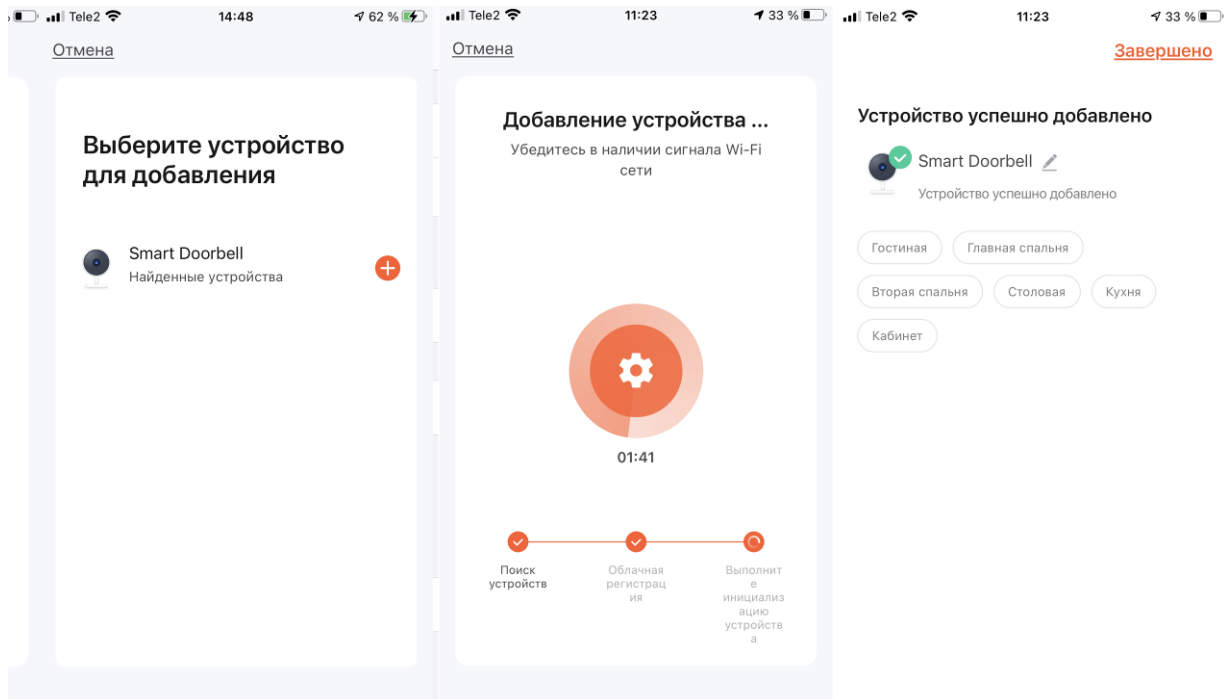 Tele2 14:48 62 %
Отмена
Выберите устройство
для добавления
Smart Doorbell
Найденные устройства
Tele2 11:23 33 %
Отмена
Добавление устройства ...
Убедитесь в наличии сигнала Wi-Fi
сети
01:41
Поиск
устройств
Облачная
регистрац
ия
Выполнит
е
инициализ
ацию
устройств
а
Tele2 11:23 33 %
Завершено
Устройство успешно добавлено
Smart Doorbell
Устройство успешно добавлено
Гостиная Главная спальня
Вторая спальня Столовая Кухня
Кабинет